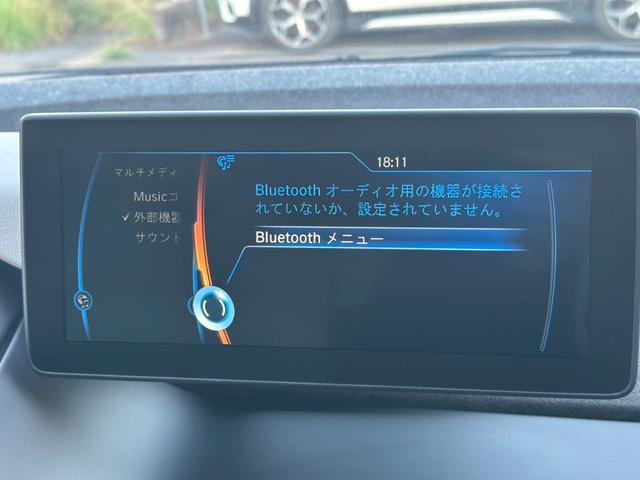 18:11
マルチメディ
Musicコ
✓ 外部機器
サウント
Bluetooth オーディオ用の機器が接続さ
れていないか、設定されていません。
Bluetooth メニュー